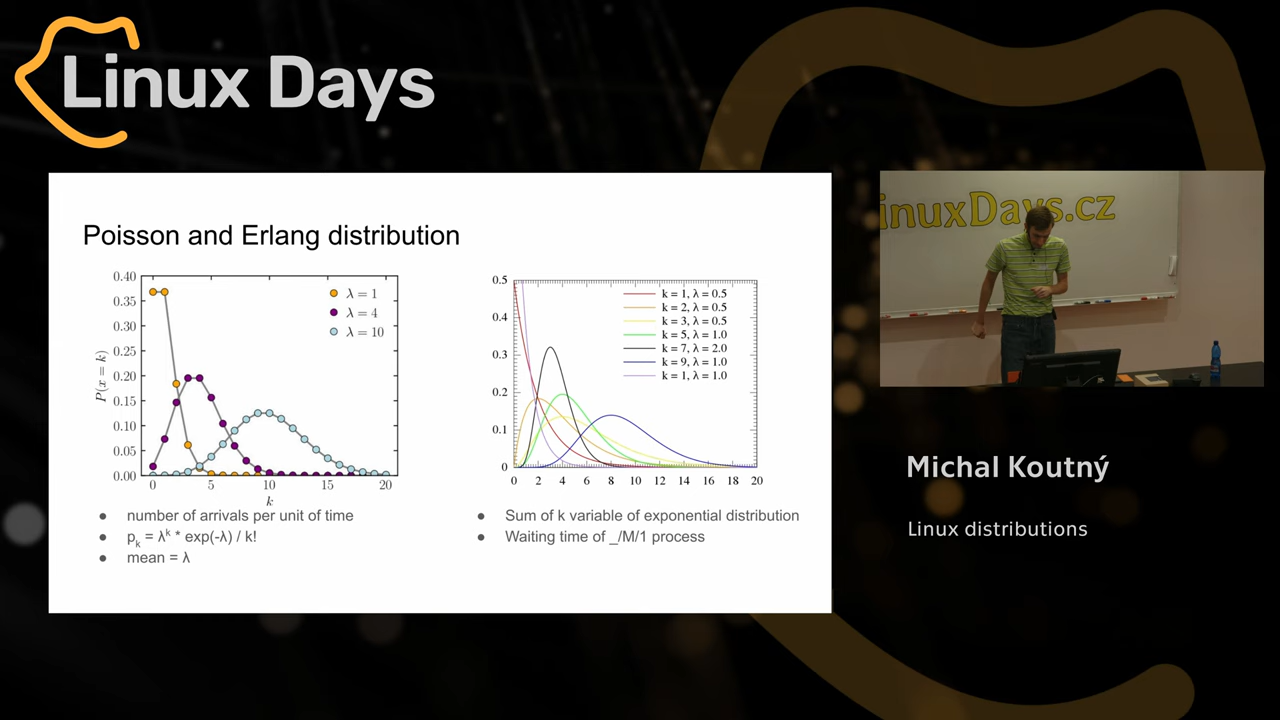 Linux Days
Poisson and Erlang distribution
0.40
0.35
0.30
0.25
0.20
0.15
0.10
0.05
0.00
P(x = k)
λ = 1
λ = 4
λ = 10
0 5 10 15 20
k
number of arrivals per unit of time
pk = λ^k * exp(-λ) / k!
mean = λ
0.5
0.4
0.3
0.2
0.1
0
k = 1, λ = 0.5
k = 2, λ = 0.5
k = 3, λ = 0.5
k = 5, λ = 1.0
k = 7, λ = 2.0
k = 9, λ = 1.0
k = 1, λ = 1.0
0 2 4 6 8 10 12 14 16 18 20
Sum of k variable of exponential distribution
Waiting time of _/M/1 process
inuxDays.cz
Michal Koutný
Linux distributions